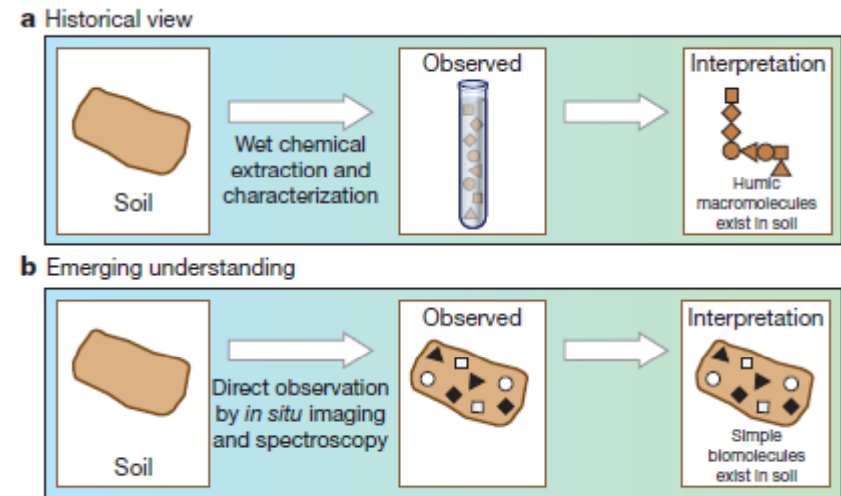 a Historical view
Soil
Wet chemical
extraction and
characterization
Observed
Interpretation
Humic
macromolecules
exist in soil
b Emerging understanding
Soil
Direct observation
by in situ imaging
and spectroscopy
Observed
Interpretation
Simple
biomolecules
exist in soil